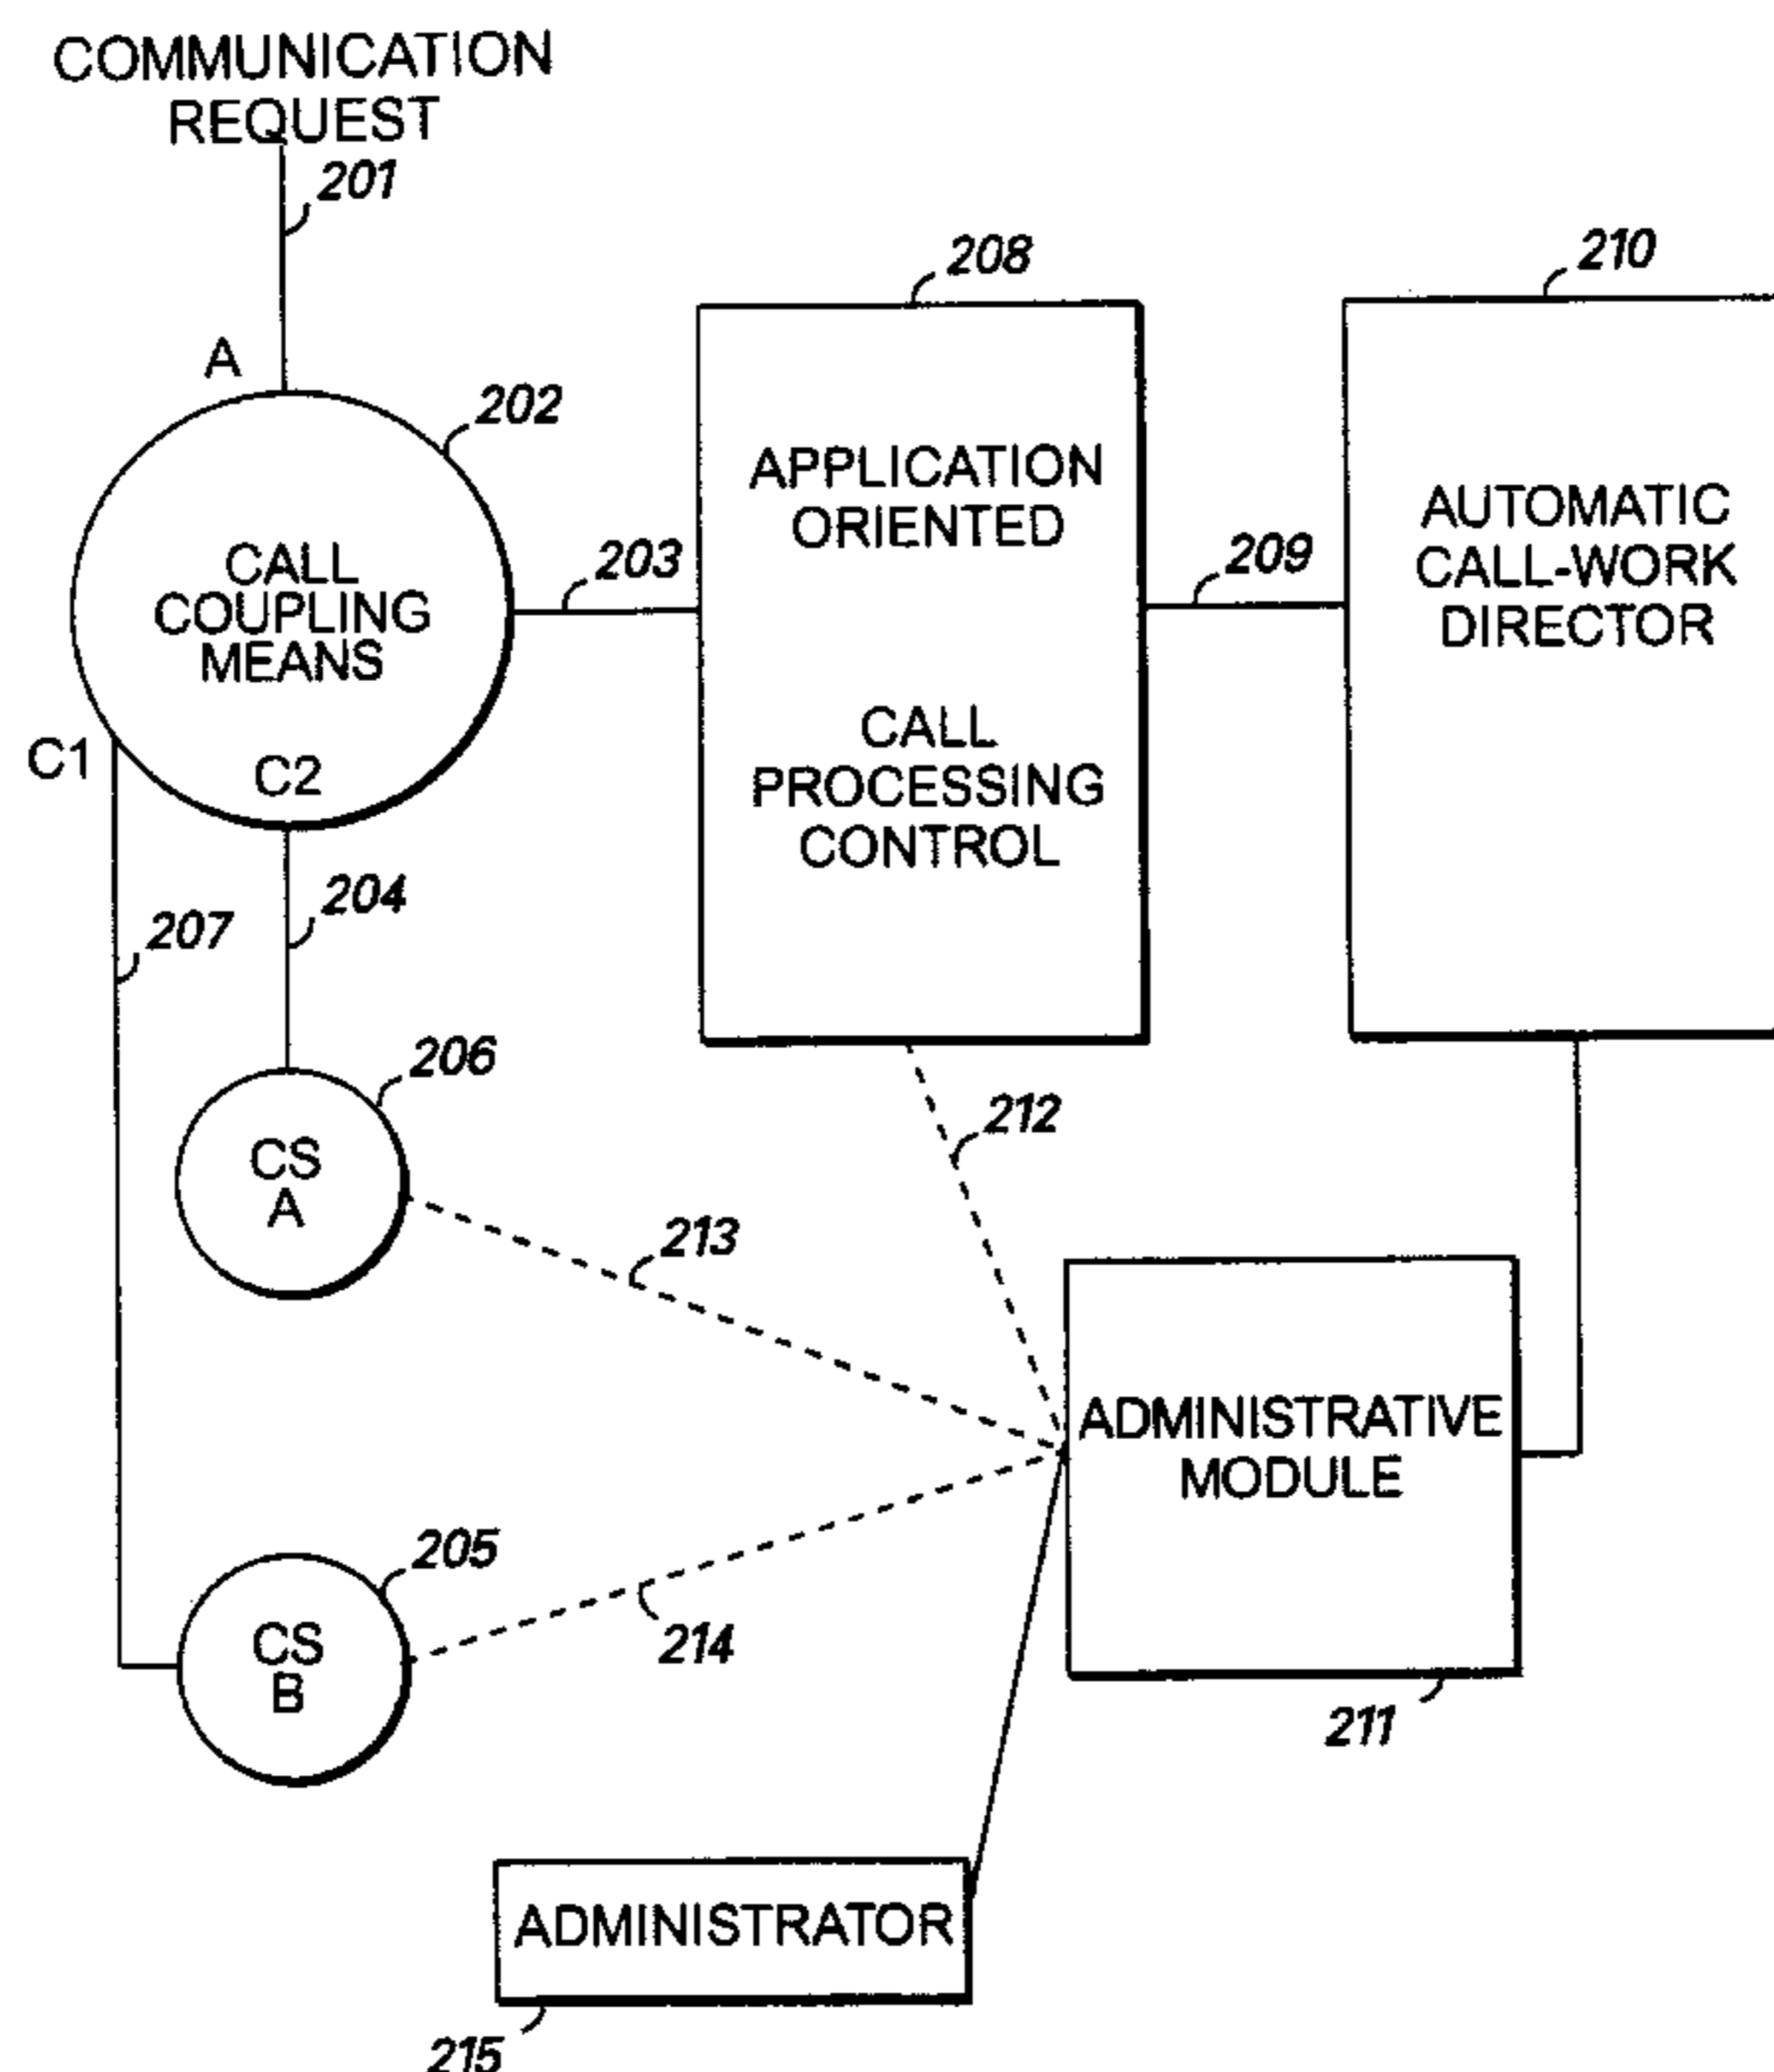 COMMUNICATION
REQUEST
201
208
210
A
202
APPLICATION
ORIENTED
CALL
PROCESSING
CONTROL
AUTOMATIC
CALL-WORK
DIRECTOR
203
209
CALL
COUPLING
MEANS
C1
C2
204
207
206
212
CS
A
213
ADMINISTRATIVE
MODULE
205
214
CS
B
211
ADMINISTRATOR
215